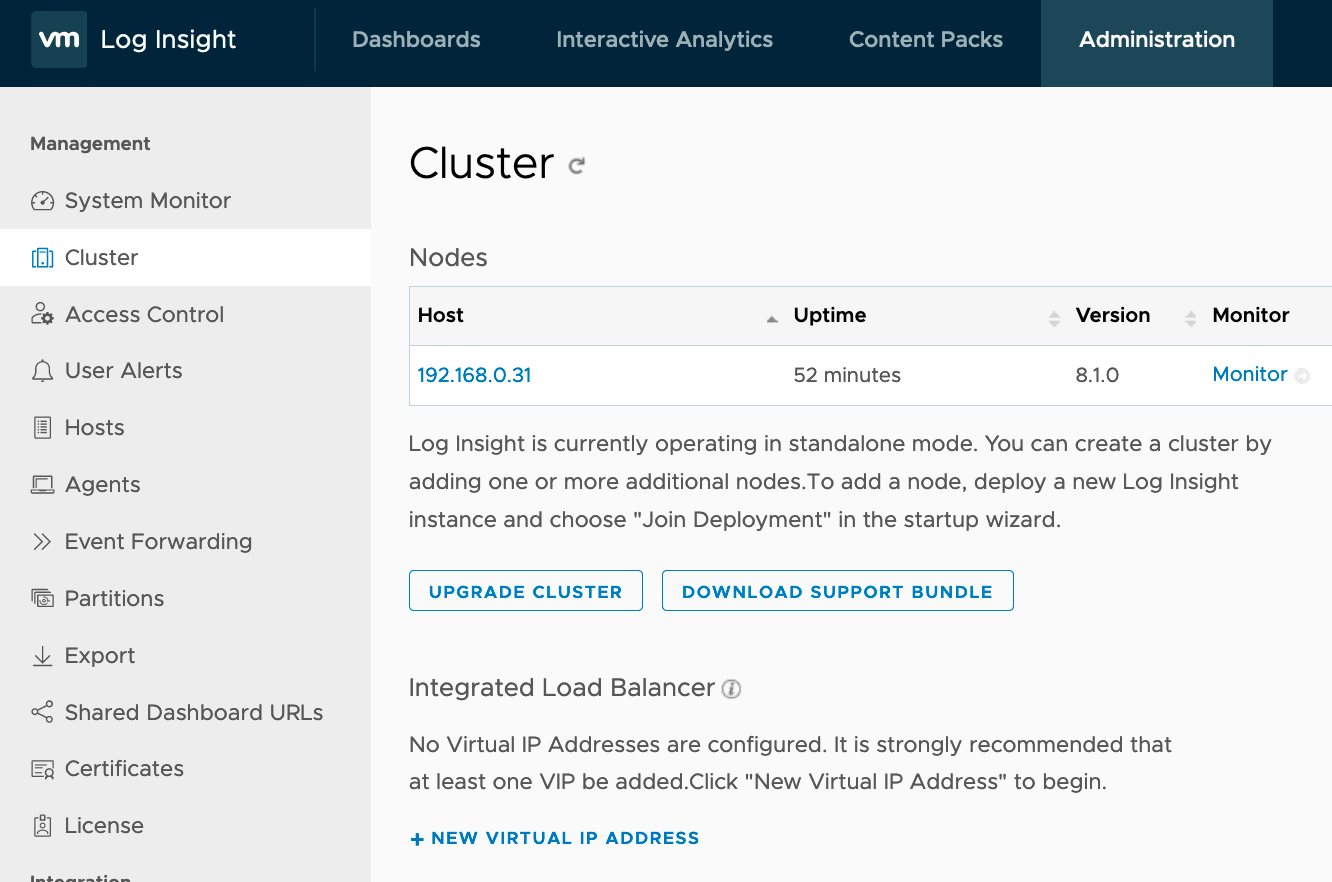 vm Log Insight
Dashboards
Interactive Analytics
Content Packs
Administration
Management
System Monitor
Cluster
Access Control
User Alerts
Hosts
Agents
Event Forwarding
Partitions
Export
Shared Dashboard URLs
Certificates
License
Integration
Cluster
Nodes
Host Uptime Version Monitor
192.168.0.31 52 minutes 8.1.0 Monitor
Log Insight is currently operating in standalone mode. You can create a cluster by
adding one or more additional nodes.To add a node, deploy a new Log Insight
instance and choose "Join Deployment" in the startup wizard.
UPGRADE CLUSTER
DOWNLOAD SUPPORT BUNDLE
Integrated Load Balancer i
No Virtual IP Addresses are configured. It is strongly recommended that
at least one VIP be added.Click "New Virtual IP Address" to begin.
+ NEW VIRTUAL IP ADDRESS